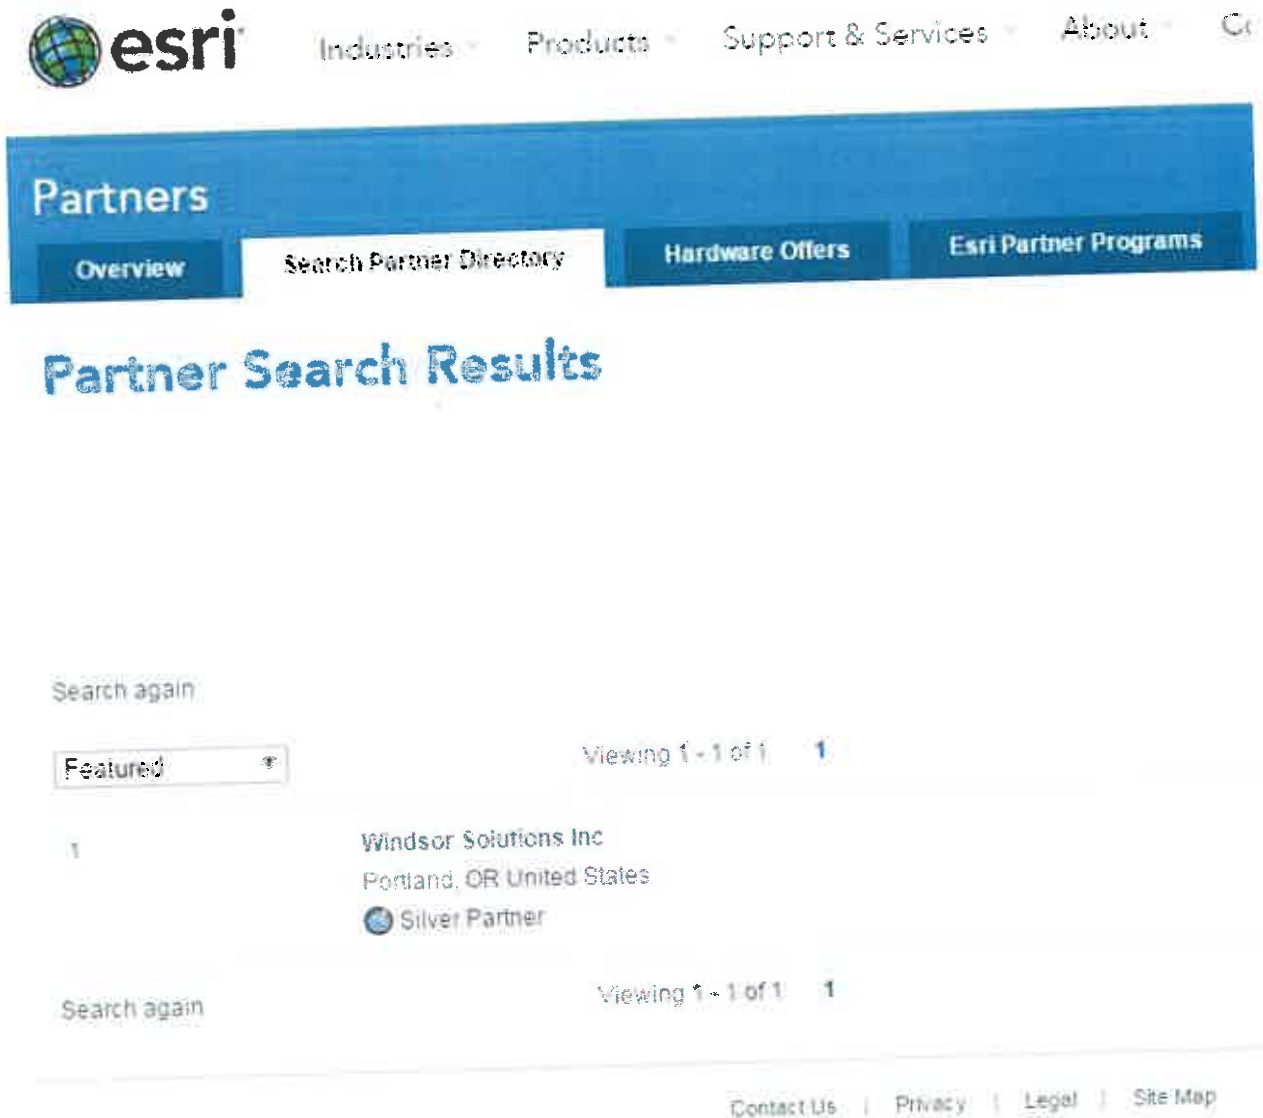 esri Industries Products Support & Services About
Partners
Overview Search Partner Directory Hardware Offers Esri Partner Programs
Partner Search Results
Search again
Featured Viewing 1 - 1 of 1 1
1 Windsor Solutions Inc
Portland, OR United States
Silver Partner
Search again Viewing 1 - 1 of 1 1
Contact Us | Privacy | Legal | Site Map